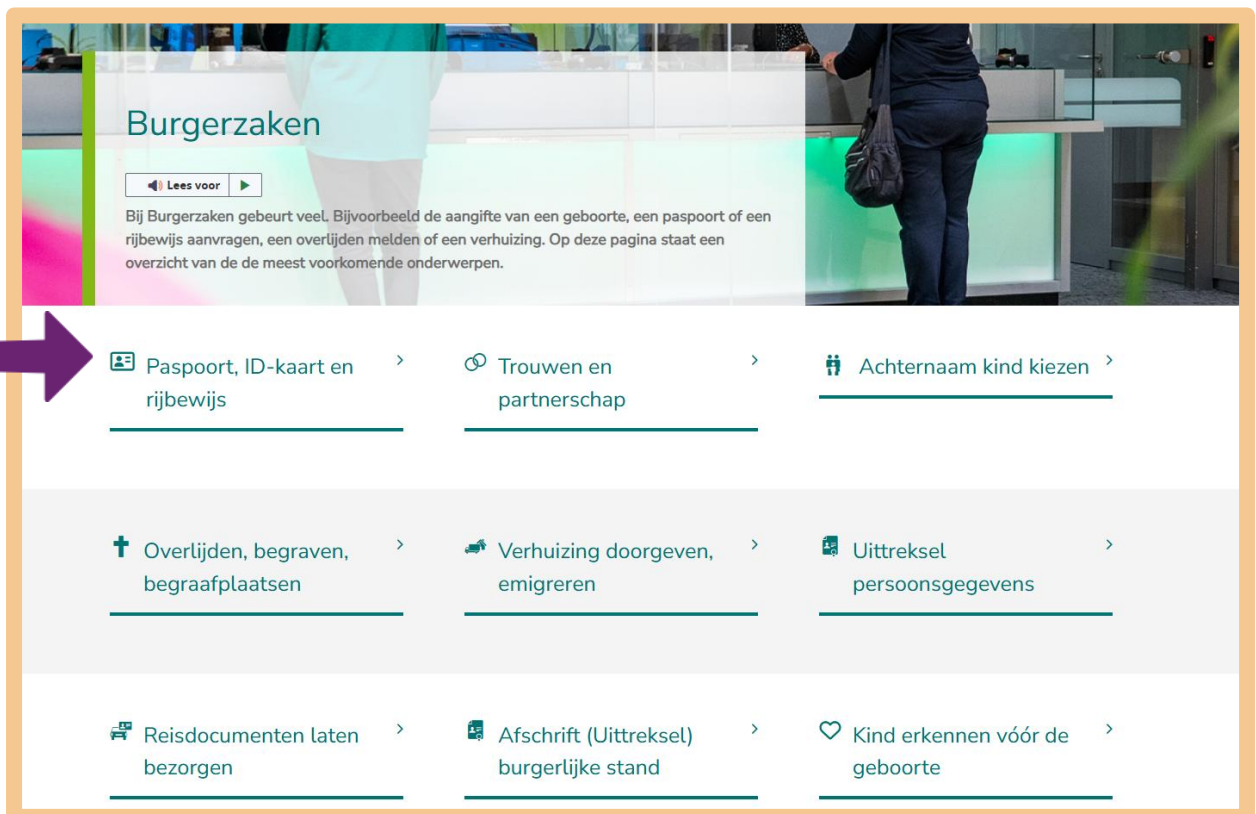 Burgerzaken
Lees voor
Bij Burgerzaken gebeurt veel. Bijvoorbeeld de aangifte van een geboorte, een paspoort of een
rijbewijs aanvragen, een overlijden melden of een verhuizing. Op deze pagina staat een
overzicht van de de meest voorkomende onderwerpen.
Paspoort, ID-kaart en
rijbewijs
Trouwen en
partnerschap
Achternaam kind kiezen
Overlijden, begraven,
begraafplaatsen
Verhuizing doorgeven,
emigreren
Uittreksel
persoonsgegevens
Reisdocumenten laten
bezorgen
Afschrift (Uittreksel)
burgerlijke stand
Kind erkennen vóór de
geboorte